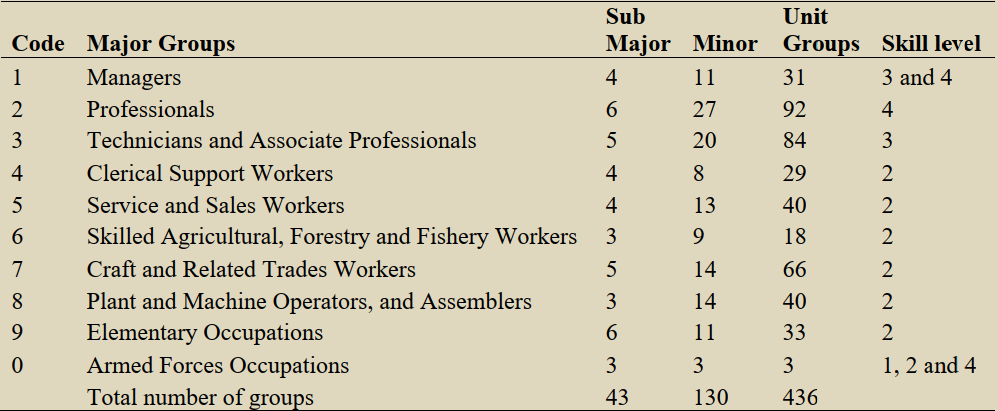 Code Major Groups Sub Major Minor Unit Groups Skill level
1 Managers 4 11 31 3 and 4
2 Professionals 6 27 92 4
3 Technicians and Associate Professionals 5 20 84 3
4 Clerical Support Workers 4 8 29 2
5 Service and Sales Workers 4 13 40 2
6 Skilled Agricultural, Forestry and Fishery Workers 3 9 18 2
7 Craft and Related Trades Workers 5 14 66 2
8 Plant and Machine Operators, and Assemblers 3 14 40 2
9 Elementary Occupations 6 11 33 2
0 Armed Forces Occupations 3 3 3 1, 2 and 4
Total number of groups 43 130 436